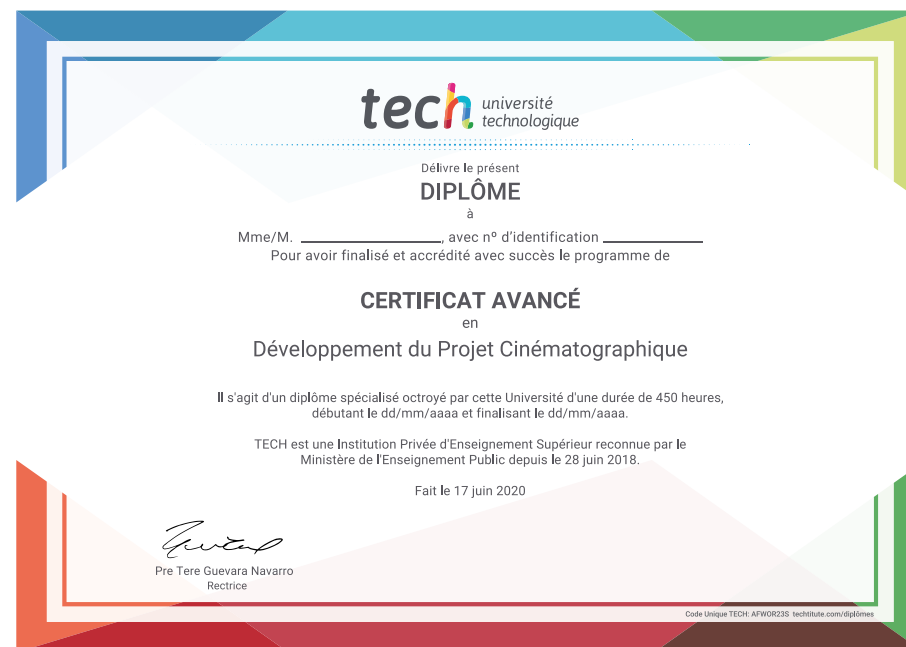 tech université
technologique
Délivre le présent
DIPLÔME
à
Mme/M. ____________________, avec nº d'identification ______________
Pour avoir finalisé et accrédité avec succès le programme de
CERTIFICAT AVANCÉ
en
Développement du Projet Cinématographique
Il s'agit d'un diplôme spécialisé octroyé par cette Université d'une durée de 450 heures,
débutant le dd/mm/aaaa et finalisant le dd/mm/aaaa.
TECH est une Institution Privée d'Enseignement Supérieur reconnue par le
Ministère de l'Enseignement Public depuis le 28 juin 2018.
Fait le 17 juin 2020
Pre Tere Guevara Navarro
Rectrice
Code Unique TECH: AFWOR23S techtitute.com/diplômes